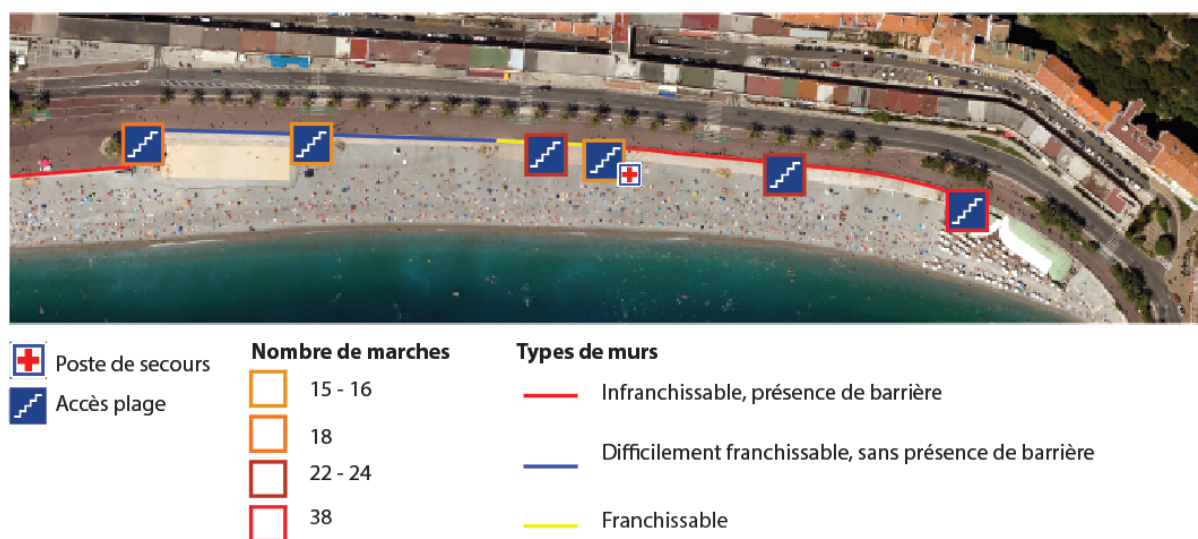 Poste de secours
Accès plage
Nombre de marches
15 - 16
18
22 - 24
38
Types de murs
Infranchissable, présence de barrière
Difficilement franchissable, sans présence de barrière
Franchissable